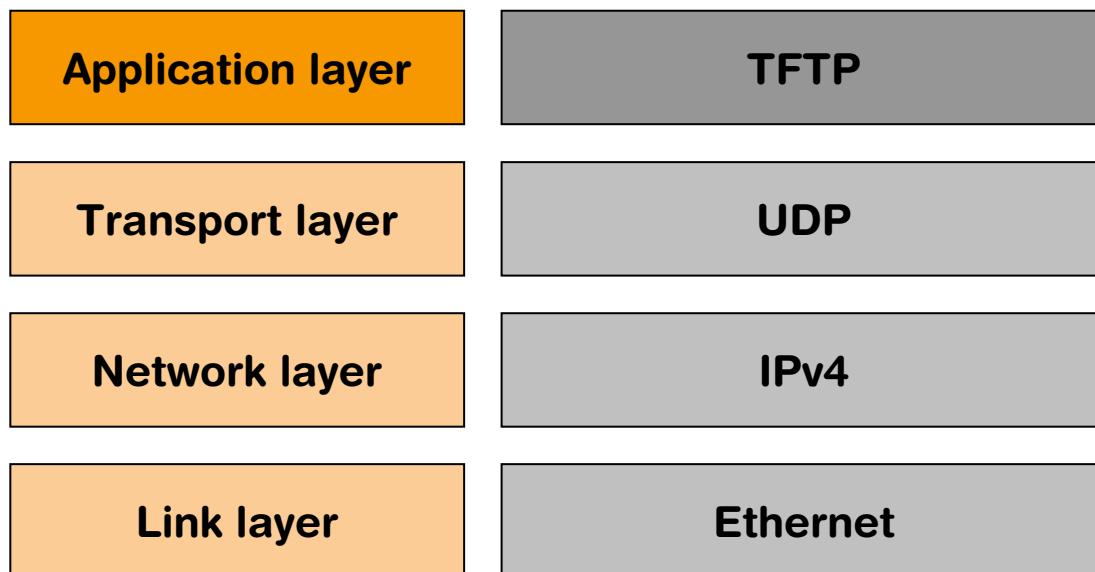 Application layer
TFTP
Transport layer
UDP
Network layer
IPv4
Link layer
Ethernet